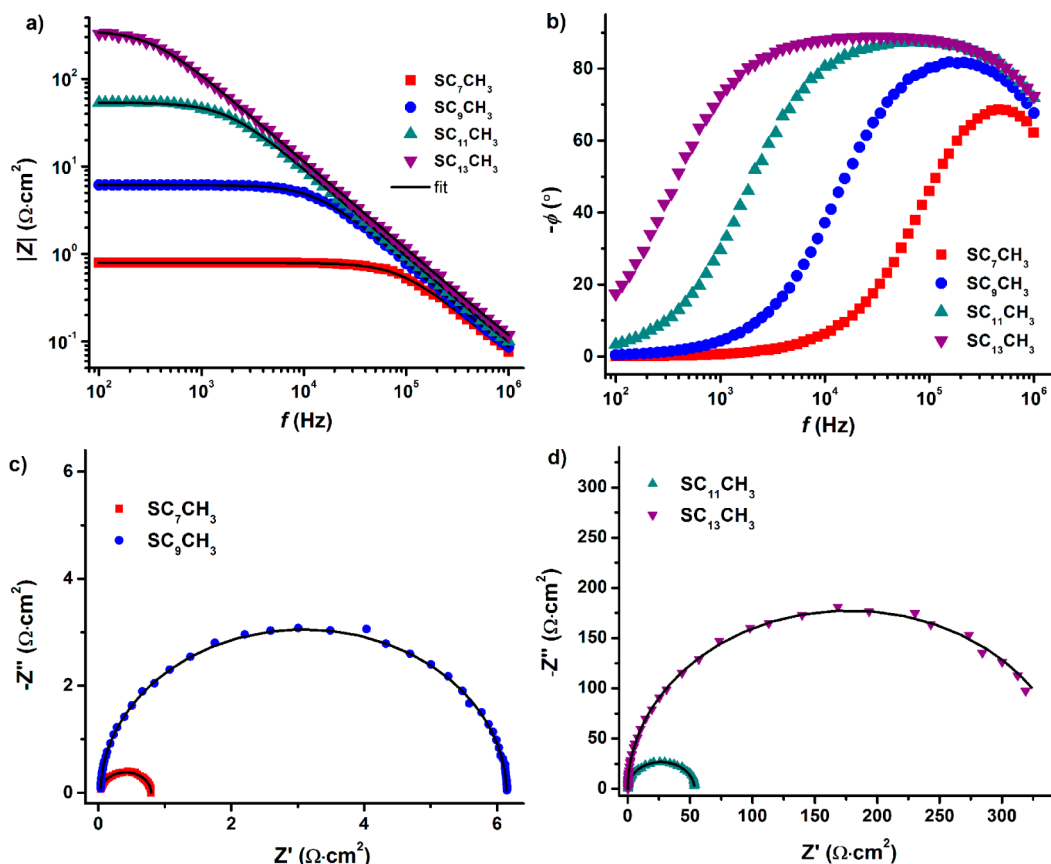 a)
|Z| (Ω·cm²)
10²
10¹
10⁰
10⁻¹
SC₇CH₃
SC₉CH₃
SC₁₁CH₃
SC₁₃CH₃
fit
10² 10³ 10⁴ 10⁵ 10⁶
f (Hz)
b)
-ϕ (°)
80
60
40
20
0
SC₇CH₃
SC₉CH₃
SC₁₁CH₃
SC₁₃CH₃
10² 10³ 10⁴ 10⁵ 10⁶
f (Hz)
c)
-Z'' (Ω·cm²)
6
4
2
0
SC₇CH₃
SC₉CH₃
0 2 4 6
Z' (Ω·cm²)
d)
-Z'' (Ω·cm²)
300
250
200
150
100
50
0
SC₁₁CH₃
SC₁₃CH₃
0 50 100 150 200 250 300
Z' (Ω·cm²)